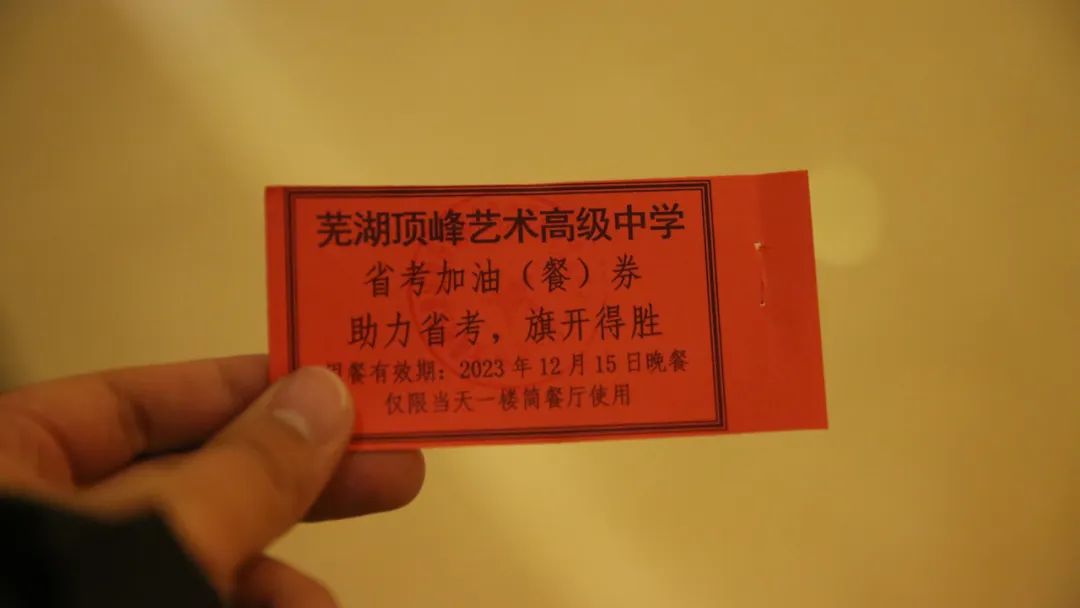 芜湖顶峰艺术高级中学
省考加油（餐）券
助力省考，旗开得胜
用餐有效期：2023年12月15日晚餐
仅限当天一楼简餐厅使用